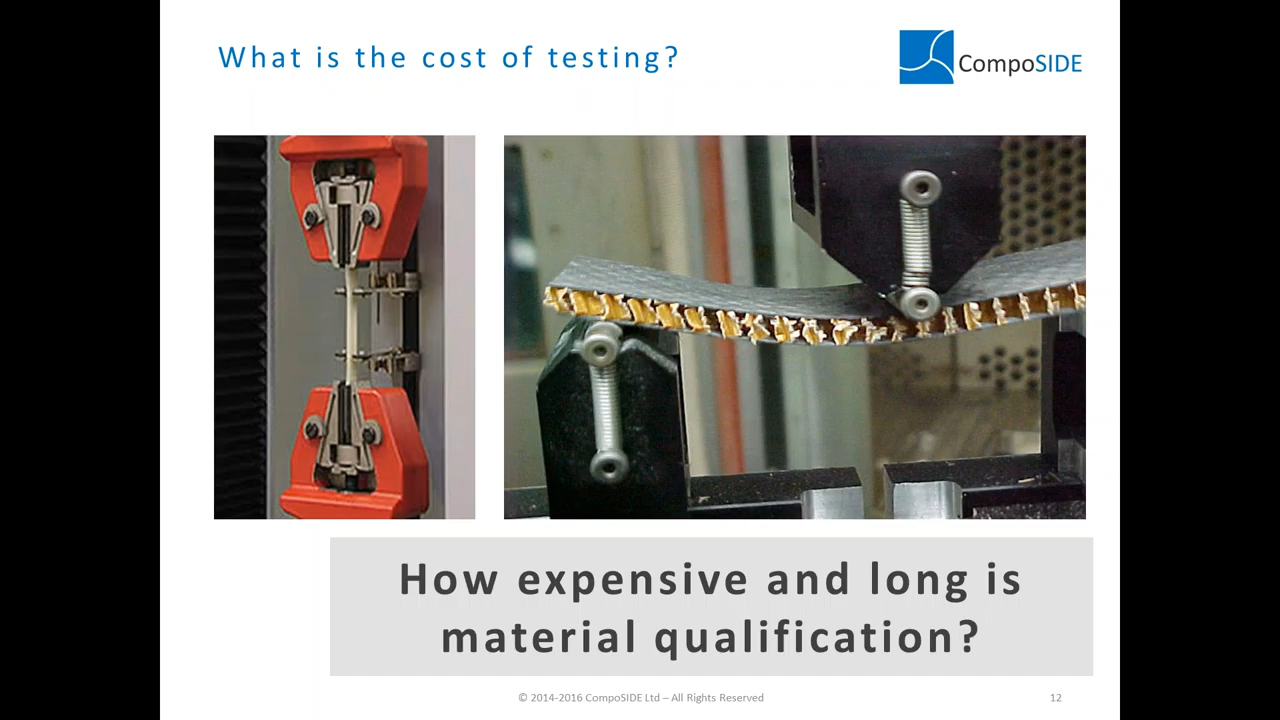 What is the cost of testing?
CompoSIDE
How expensive and long is
material qualification?
© 2014-2016 CompoSIDE Ltd – All Rights Reserved
12